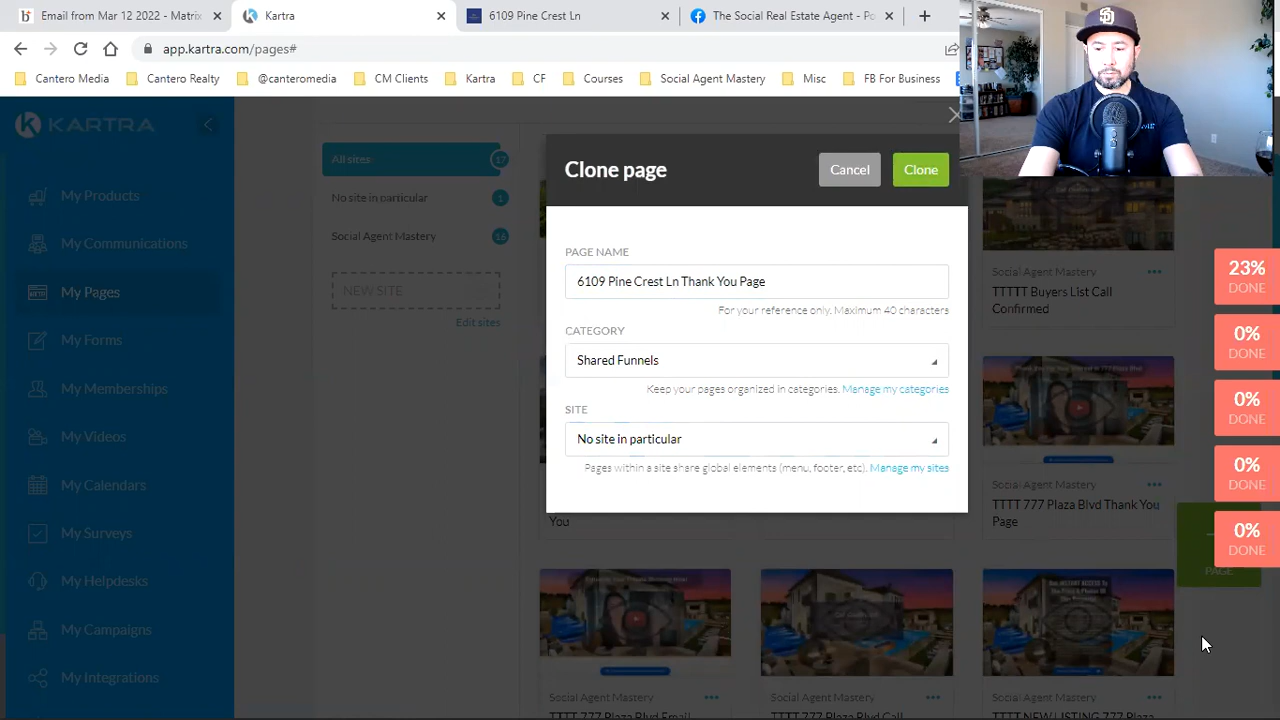 Email from Mar 12 2022 - Matrix
Kartra
6109 Pine Crest Ln
The Social Real Estate Agent - Po
app.kartra.com/pages#
Cantero Media
Cantero Realty
@canteromedia
CM Clients
Kartra
CF
Courses
Social Agent Mastery
Misc
FB For Business
KARTRA
My Products
My Communications
My Pages
My Forms
My Memberships
My Videos
My Calendars
My Surveys
My Helpdesks
My Campaigns
My Integrations
All sites
17
No site in particular
1
Social Agent Mastery
16
NEW SITE
Edit sites
Clone page
Cancel
Clone
PAGE NAME
6109 Pine Crest Ln Thank You Page
For your reference only. Maximum 40 characters
CATEGORY
Shared Funnels
Keep your pages organized in categories. Manage my categories
SITE
No site in particular
Pages within a site share global elements (menu, footer, etc). Manage my sites
You
Social Agent Mastery
TTTTT Buyers List Call
Confirmed
Social Agent Mastery
TTTT 777 Plaza Blvd Thank You
Page
PAGE
Social Agent Mastery
TTTT 777 Plaza Blvd Email
Social Agent Mastery
TTTT 777 Plaza Blvd Call
Social Agent Mastery
TTTT NEW LISTING 777 Plaza
23%
DONE
0%
DONE
0%
DONE
0%
DONE
0%
DONE